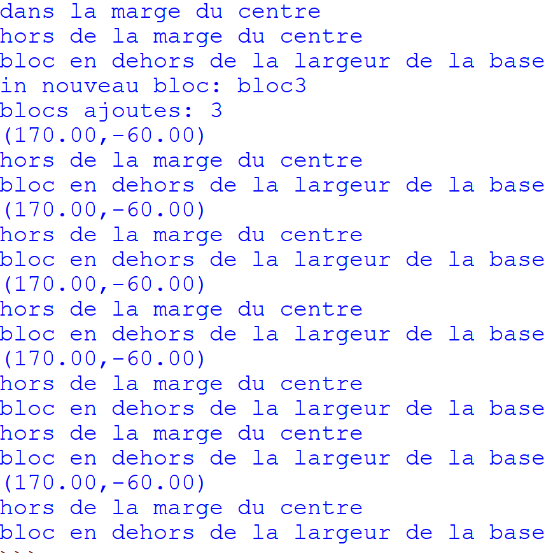 dans la marge du centre
hors de la marge du centre
bloc en dehors de la largeur de la base
in nouveau bloc: bloc3
blocs ajoutes: 3
(170.00,-60.00)
hors de la marge du centre
bloc en dehors de la largeur de la base
(170.00,-60.00)
hors de la marge du centre
bloc en dehors de la largeur de la base
(170.00,-60.00)
hors de la marge du centre
bloc en dehors de la largeur de la base
(170.00,-60.00)
hors de la marge du centre
bloc en dehors de la largeur de la base
hors de la marge du centre
bloc en dehors de la largeur de la base
(170.00,-60.00)
hors de la marge du centre
bloc en dehors de la largeur de la base